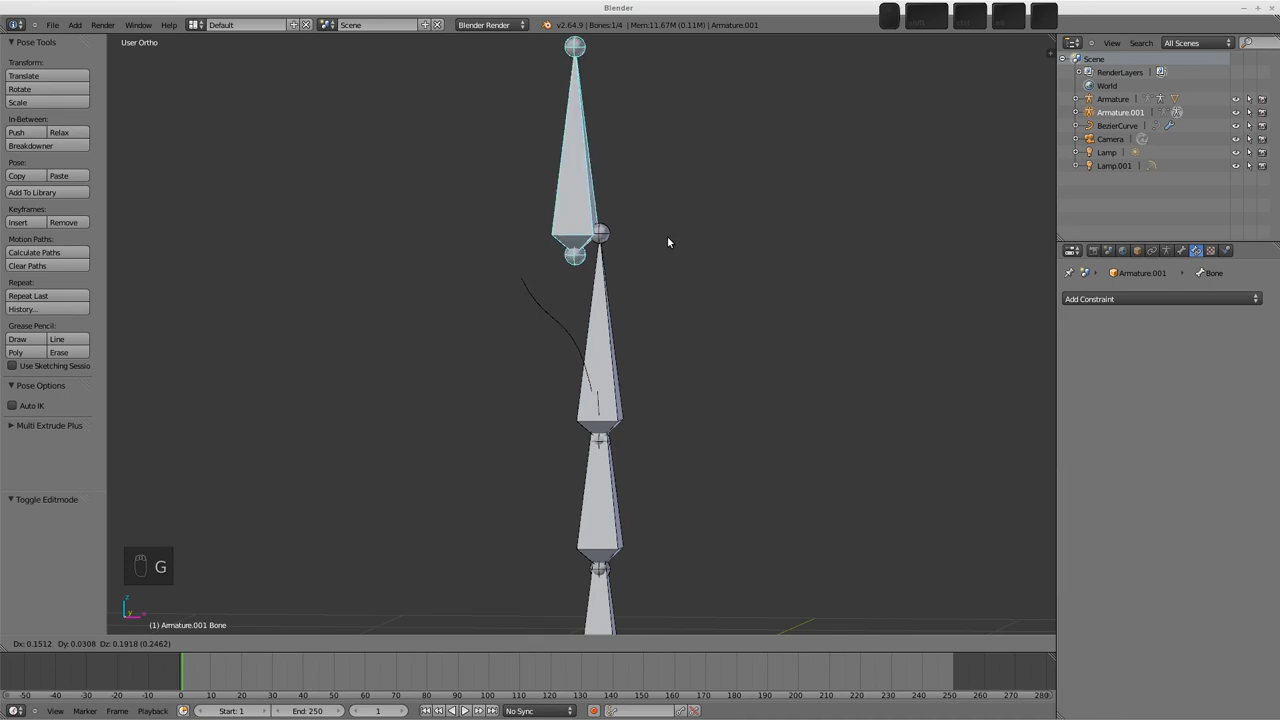 Blender
File Add Render Window Help
Default
Scene
Blender Render
v2.64.9 | Bones:1/4 | Mem:11.67M (0.11M) | Armature.001
Pose Tools
Transform:
Translate
Rotate
Scale
In-Between:
Push Relax
Breakdowner
Pose:
Copy Paste
Add To Library
Keyframes:
Insert Remove
Motion Paths:
Calculate Paths
Clear Paths
Repeat:
Repeat Last
History...
Grease Pencil:
Draw Line
Poly Erase
Use Sketching Sessio
Pose Options
Auto IK
Multi Extrude Plus
Toggle Editmode
User Ortho
G
z
y
(1) Armature.001 Bone
View Search All Scenes
Scene
RenderLayers
World
Armature
Armature.001
BezierCurve
Camera
Lamp
Lamp.001
Armature.001 Bone
Add Constraint
Dx: 0.1512 Dy: 0.0308 Dz: 0.1918 (0.2462)
-50 -40 -30 -20 -10 0 10 20 30 40 50 60 70 80 90 100 110 120 130 140 150 160 170 180 190 200 210 220 230 240 250 260 270 280
View Marker Frame Playback Start: 1 End: 250 1 No Sync